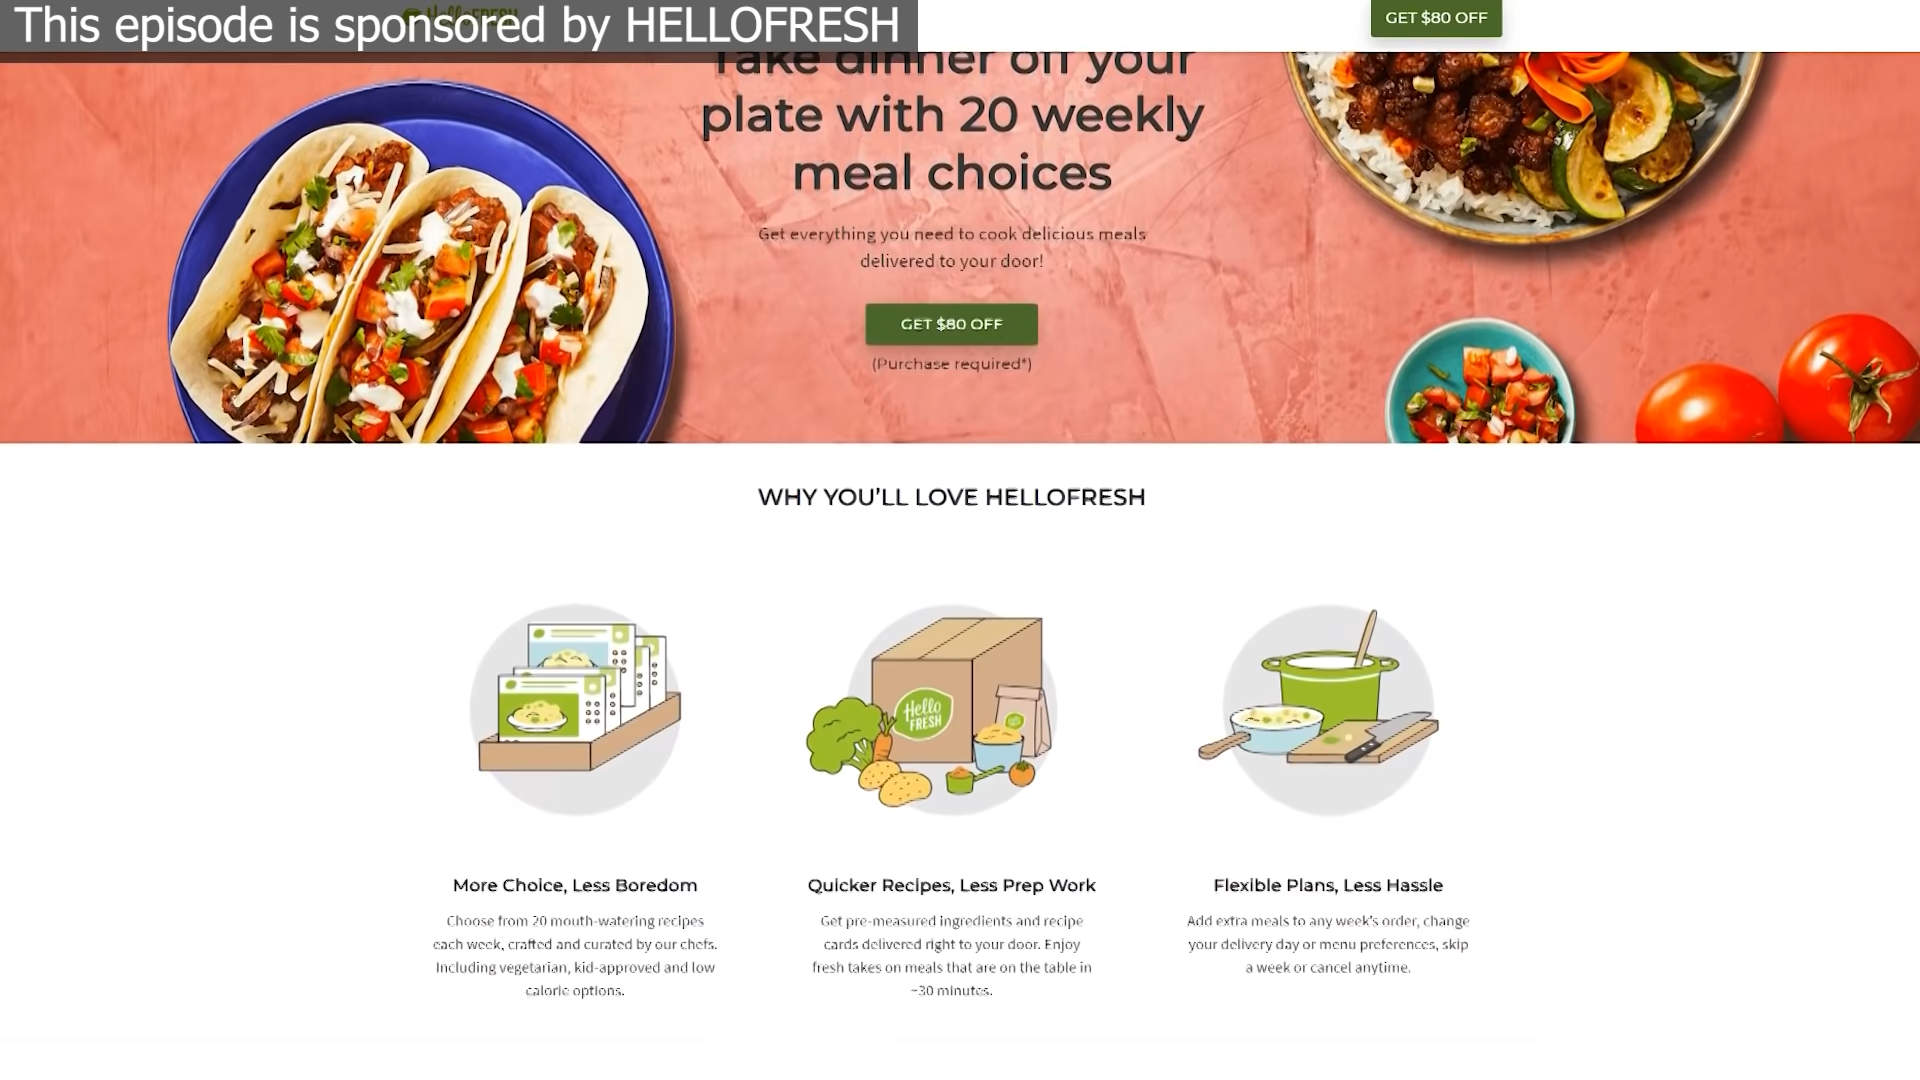 This episode is sponsored by HELLOFRESH
GET $80 OFF
Take dinner off your
plate with 20 weekly
meal choices
Get everything you need to cook delicious meals
delivered to your door!
GET $80 OFF
(Purchase required*)
WHY YOU'LL LOVE HELLOFRESH
Hello
FRESH
More Choice, Less Boredom
Choose from 20 mouth-watering recipes
each week, crafted and curated by our chefs.
Including vegetarian, kid-approved and low
calorie options.
Quicker Recipes, Less Prep Work
Get pre-measured ingredients and recipe
cards delivered right to your door. Enjoy
fresh takes on meals that are on the table in
~30 minutes.
Flexible Plans, Less Hassle
Add extra meals to any week's order, change
your delivery day or menu preferences, skip
a week or cancel anytime.